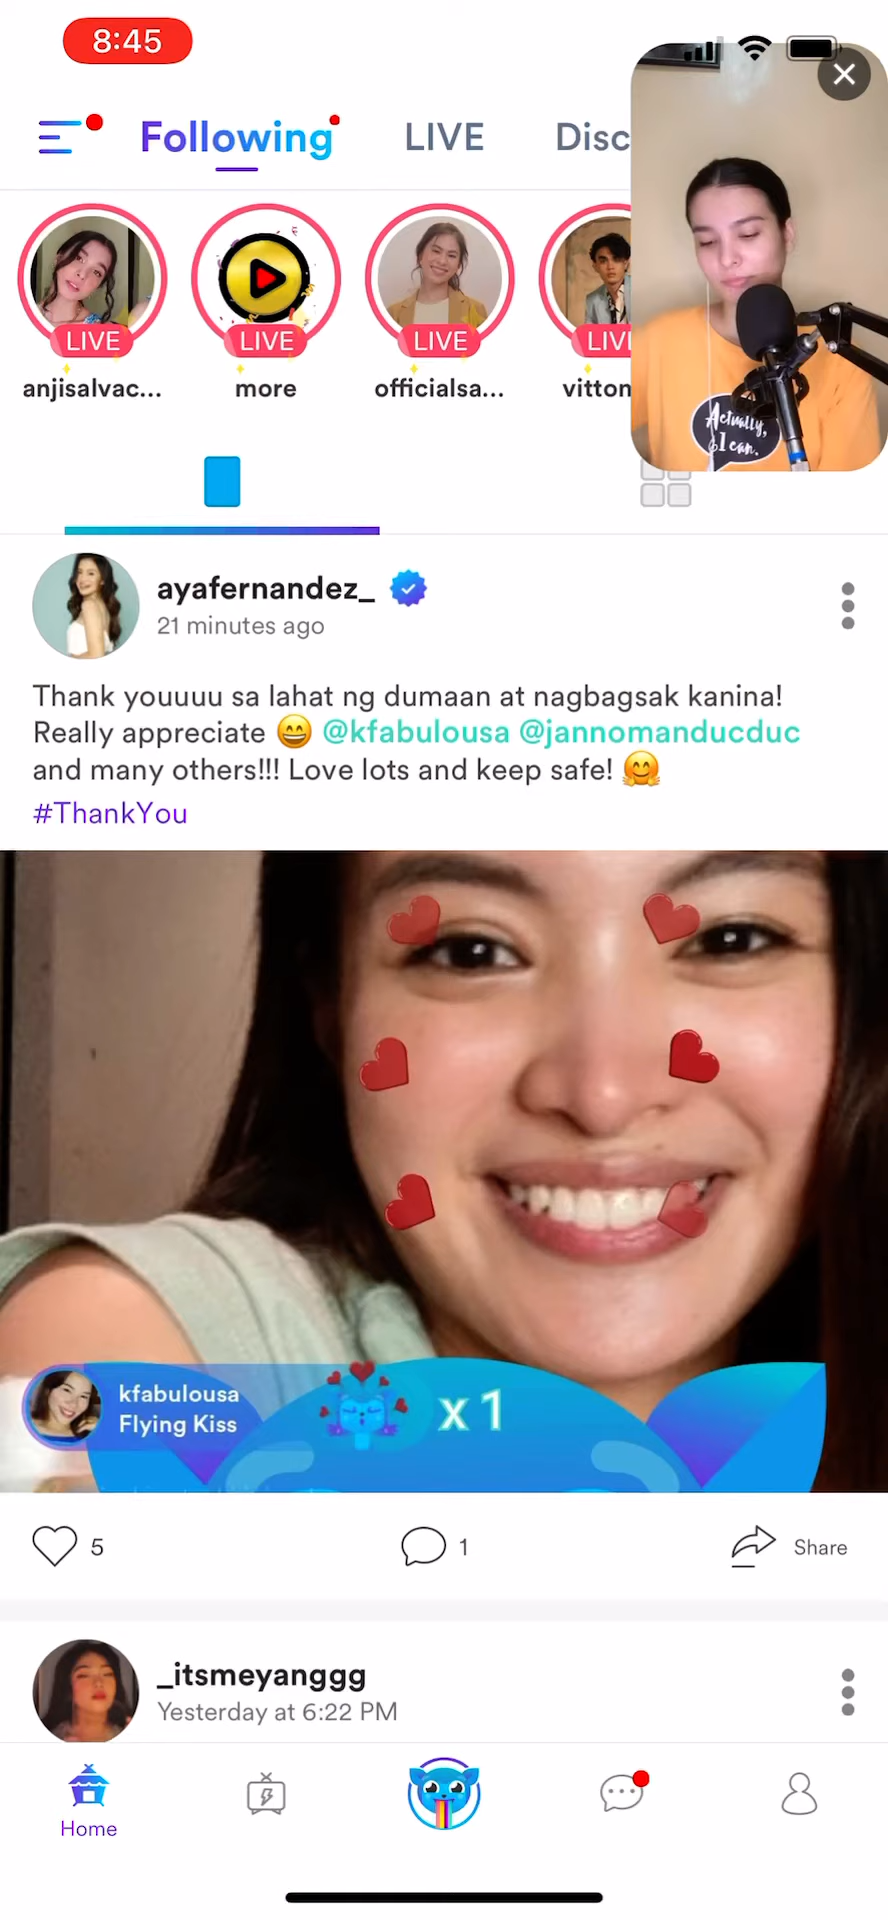 8:45
Following
LIVE
Disc
LIVE
LIVE
LIVE
LIVI
anjisalvac...
more
officialsa...
vitton
Actually,
I can.
ayafernandez_
21 minutes ago
Thank youuuu sa lahat ng dumaan at nagbagsak kanina!
Really appreciate 😄 @kfabulousa @jannomanducduc
and many others!!! Love lots and keep safe! 🤗
#ThankYou
kfabulousa
Flying Kiss
x 1
5
1
Share
_itsmeyanggg
Yesterday at 6:22 PM
Home